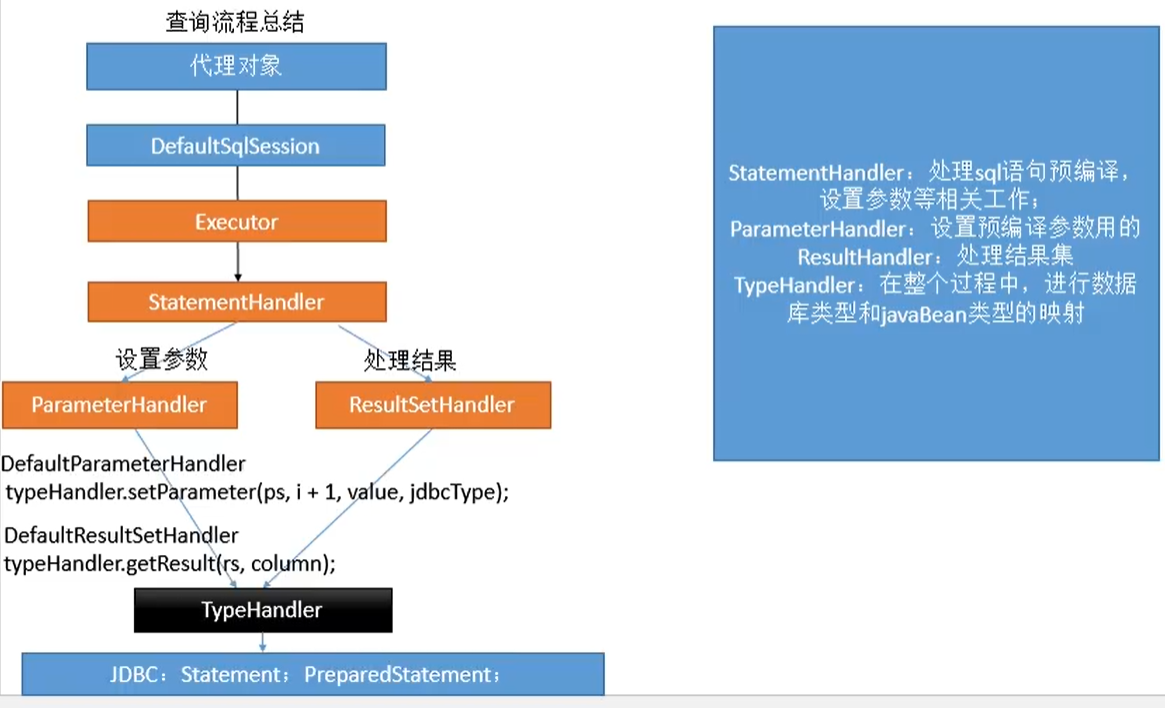 查询流程总结
代理对象
DefaultSqlSession
Executor
StatementHandler
设置参数
处理结果
ParameterHandler
ResultSetHandler
DefaultParameterHandler
typeHandler.setParameter(ps, i + 1, value, jdbcType);
DefaultResultSetHandler
typeHandler.getResult(rs, column);
TypeHandler
JDBC：Statement；PreparedStatement；
StatementHandler：处理sql语句预编译，
设置参数等相关工作；
ParameterHandler：设置预编译参数用的
ResultHandler：处理结果集
TypeHandler：在整个过程中，进行数据
库类型和javaBean类型的映射